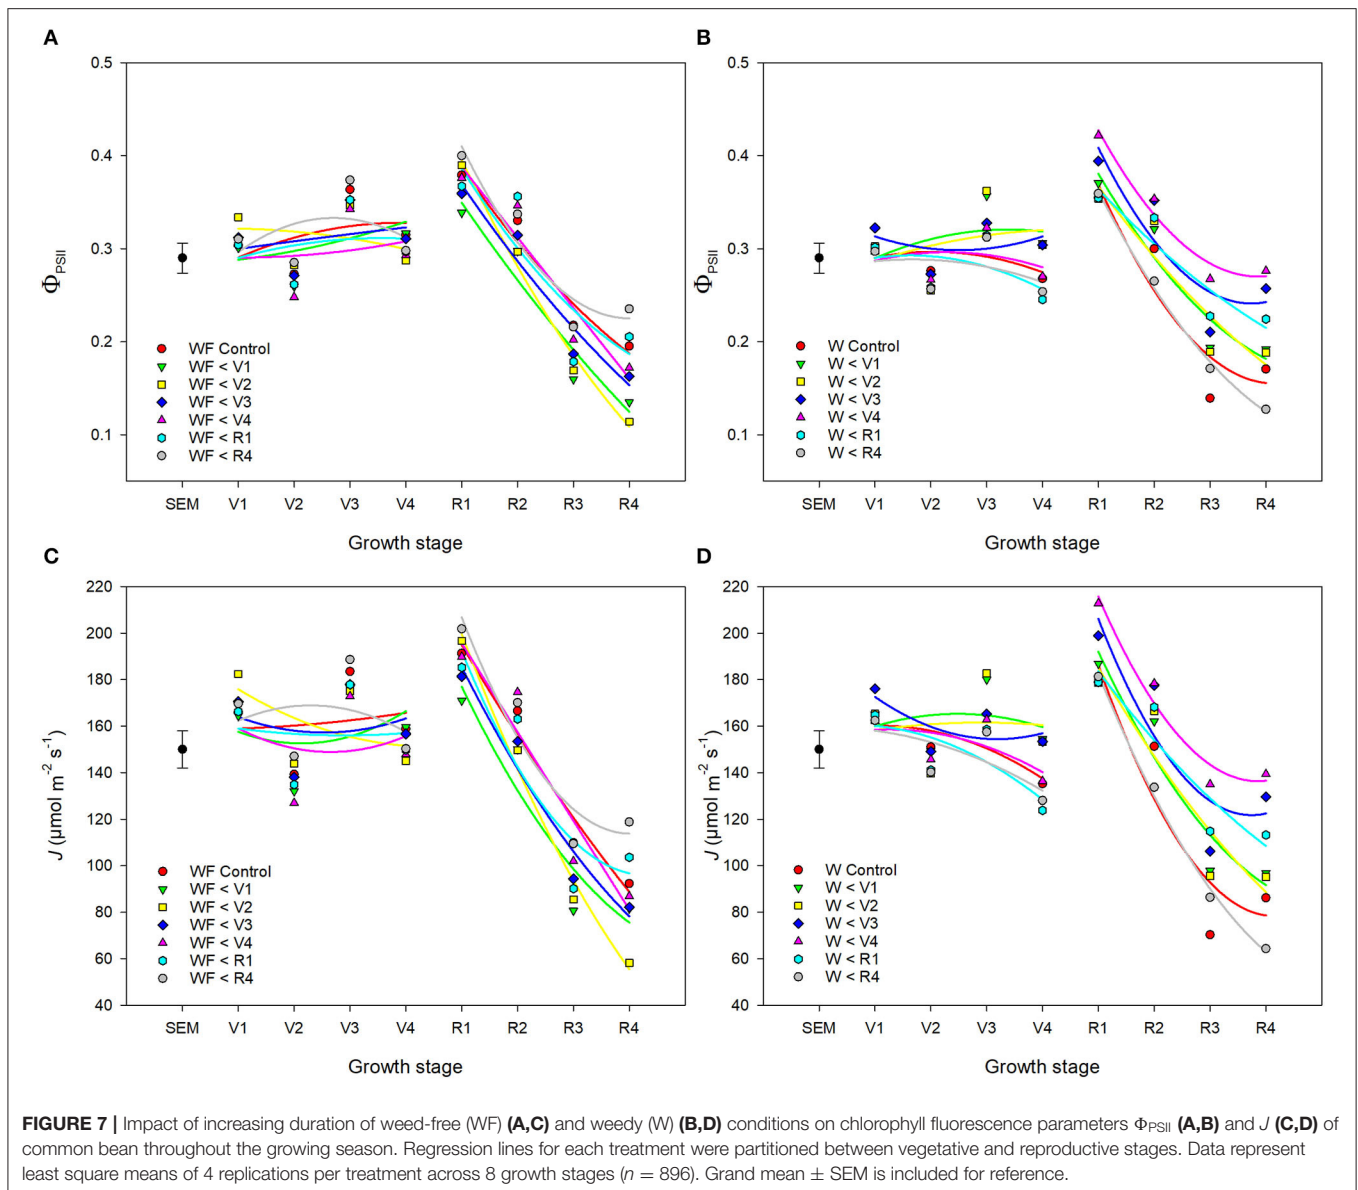 A
0.5
0.4
0.3
0.2
0.1
ΦPSII
WF Control
WF < V1
WF < V2
WF < V3
WF < V4
WF < R1
WF < R4
SEM V1 V2 V3 V4 R1 R2 R3 R4
Growth stage
B
0.5
0.4
0.3
0.2
0.1
ΦPSII
W Control
W < V1
W < V2
W < V3
W < V4
W < R1
W < R4
SEM V1 V2 V3 V4 R1 R2 R3 R4
Growth stage
C
220
200
180
160
140
120
100
80
60
40
J (µmol m⁻² s⁻¹)
WF Control
WF < V1
WF < V2
WF < V3
WF < V4
WF < R1
WF < R4
SEM V1 V2 V3 V4 R1 R2 R3 R4
Growth stage
D
220
200
180
160
140
120
100
80
60
40
J (µmol m⁻² s⁻¹)
W Control
W < V1
W < V2
W < V3
W < V4
W < R1
W < R4
SEM V1 V2 V3 V4 R1 R2 R3 R4
Growth stage
FIGURE 7 | Impact of increasing duration of weed-free (WF) (A,C) and weedy (W) (B,D) conditions on chlorophyll fluorescence parameters ΦPSII (A,B) and J (C,D) of
common bean throughout the growing season. Regression lines for each treatment were partitioned between vegetative and reproductive stages. Data represent
least square means of 4 replications per treatment across 8 growth stages (n = 896). Grand mean ± SEM is included for reference.